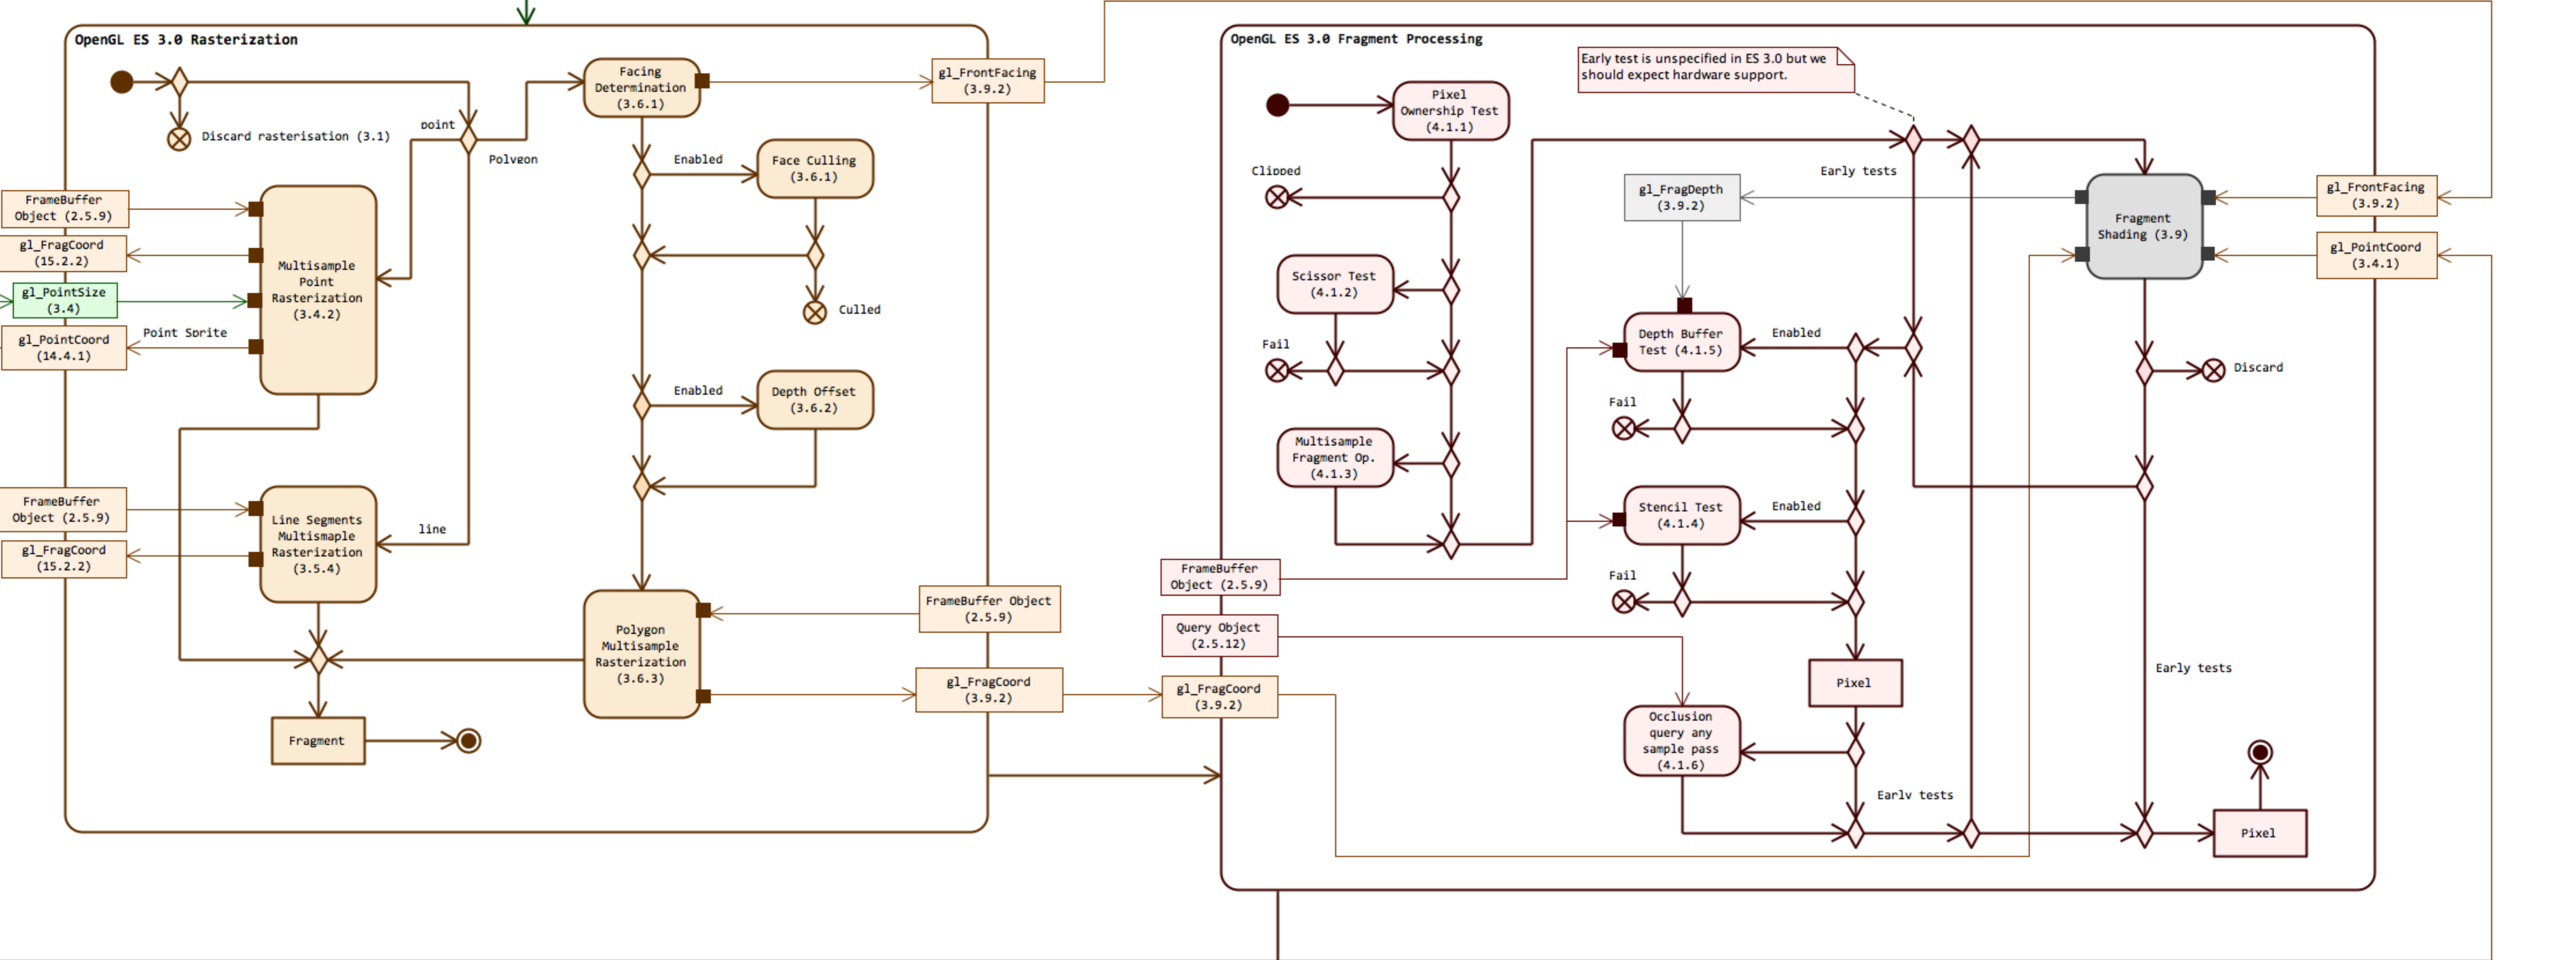 OpenGL ES 3.0 Rasterization
Discard rasterisation (3.1)
point
Polygon
Facing
Determination
(3.6.1)
gl_FrontFacing
(3.9.2)
Enabled
Face Culling
(3.6.1)
Culled
Enabled
Depth Offset
(3.6.2)
FrameBuffer
Object (2.5.9)
gl_FragCoord
(15.2.2)
gl_PointSize
(3.4)
gl_PointCoord
(14.4.1)
Point Sprite
Multisample
Point
Rasterization
(3.4.2)
FrameBuffer
Object (2.5.9)
gl_FragCoord
(15.2.2)
Line Segments
Multismaple
Rasterization
(3.5.4)
line
Polygon
Multisample
Rasterization
(3.6.3)
FrameBuffer Object
(2.5.9)
gl_FragCoord
(3.9.2)
Fragment
OpenGL ES 3.0 Fragment Processing
Early test is unspecified in ES 3.0 but we
should expect hardware support.
Pixel
Ownership Test
(4.1.1)
Clipped
Scissor Test
(4.1.2)
Fail
Multisample
Fragment Op.
(4.1.3)
FrameBuffer
Object (2.5.9)
Query Object
(2.5.12)
gl_FragCoord
(3.9.2)
gl_FragDepth
(3.9.2)
Early tests
Depth Buffer
Test (4.1.5)
Enabled
Fail
Stencil Test
(4.1.4)
Enabled
Fail
Pixel
Occlusion
query any
sample pass
(4.1.6)
Early tests
Fragment
Shading (3.9)
gl_FrontFacing
(3.9.2)
gl_PointCoord
(3.4.1)
Discard
Early tests
Pixel